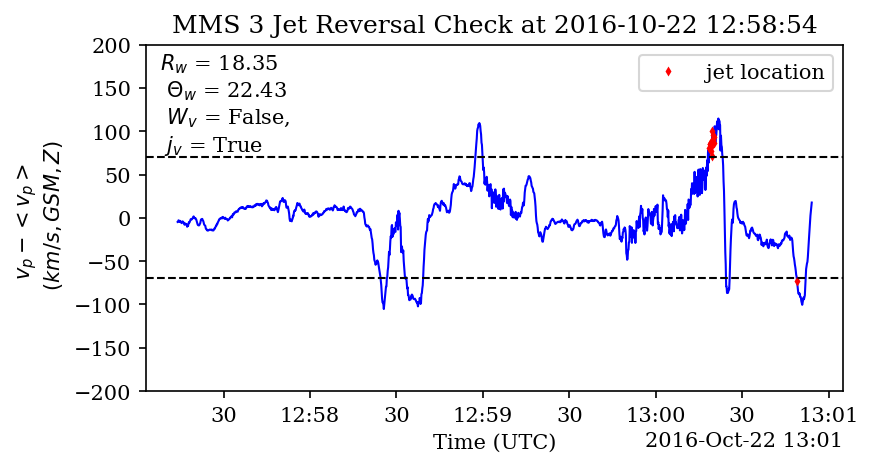 MMS 3 Jet Reversal Check at 2016-10-22 12:58:54
R_w = 18.35
Θ_w = 22.43
W_v = False,
j_v = True
jet location
v_p − < v_p >
(km/s, GSM, Z)
200
150
100
50
0
−50
−100
−150
−200
30
12:58
30
12:59
30
13:00
30
13:01
Time (UTC)
2016-Oct-22 13:01